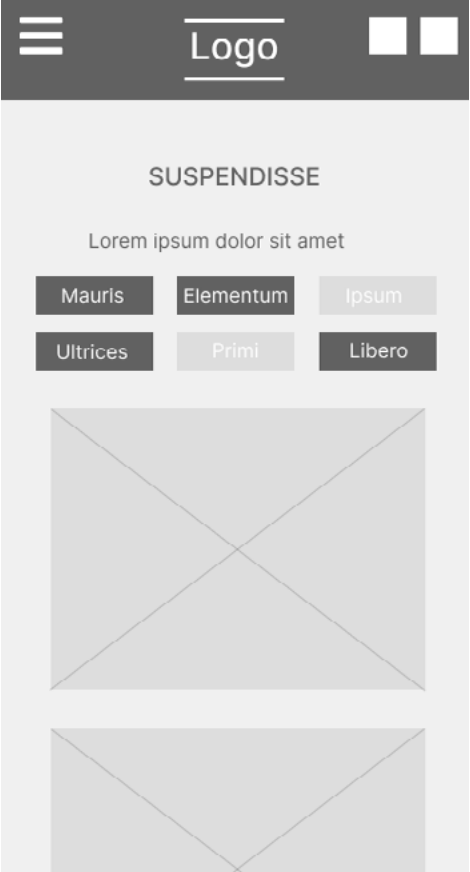 Logo
SUSPENDISSE
Lorem ipsum dolor sit amet
Mauris Elementum Ipsum
Ultrices Primi Libero